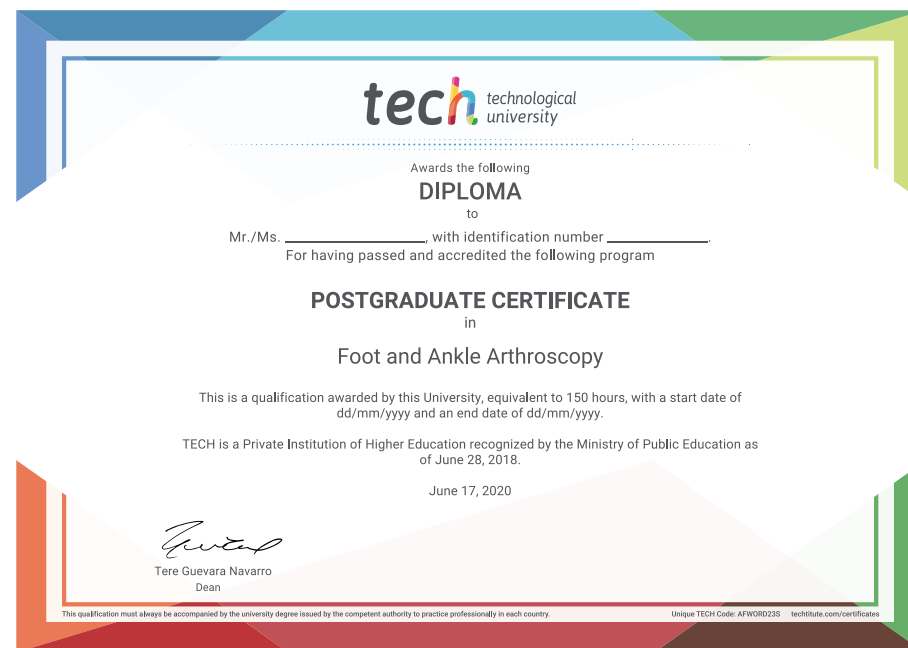 tech technological
university
Awards the following
DIPLOMA
to
Mr./Ms. ____________________, with identification number ______________.
For having passed and accredited the following program
POSTGRADUATE CERTIFICATE
in
Foot and Ankle Arthroscopy
This is a qualification awarded by this University, equivalent to 150 hours, with a start date of
dd/mm/yyyy and an end date of dd/mm/yyyy.
TECH is a Private Institution of Higher Education recognized by the Ministry of Public Education as
of June 28, 2018.
June 17, 2020
Tere Guevara Navarro
Dean
This qualification must always be accompanied by the university degree issued by the competent authority to practice professionally in each country. Unique TECH Code: AFWORD23S techtitute.com/certificates